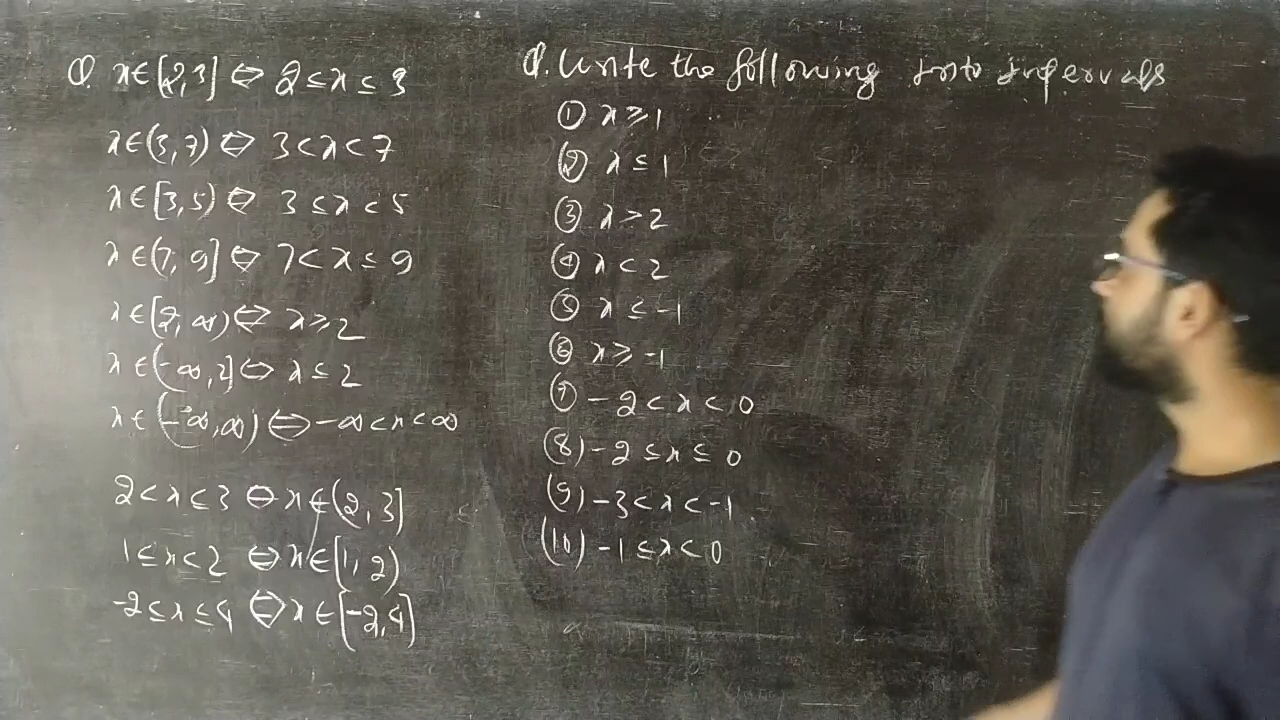 Q. x∈[2,3] ⇔ 2≤x≤3
x∈(3,7) ⇔ 3<x<7
x∈[3,5) ⇔ 3≤x<5
x∈(7,9] ⇔ 7<x≤9
x∈[2,∞) ⇔ x≥2
x∈(-∞,2] ⇔ x≤2
x∈(-∞,∞) ⇔ -∞<x<∞
2<x≤3 ⇔ x∈(2,3]
1≤x<2 ⇔ x∈[1,2)
-2≤x≤4 ⇔ x∈[-2,4]
Q. Write the following into intervals
① x≥1
② x≤1
③ x>2
④ x<2
⑤ x≤-1
⑥ x≥-1
⑦ -2<x<0
(8) -2≤x≤0
(9) -3<x<-1
(10) -1≤x<0